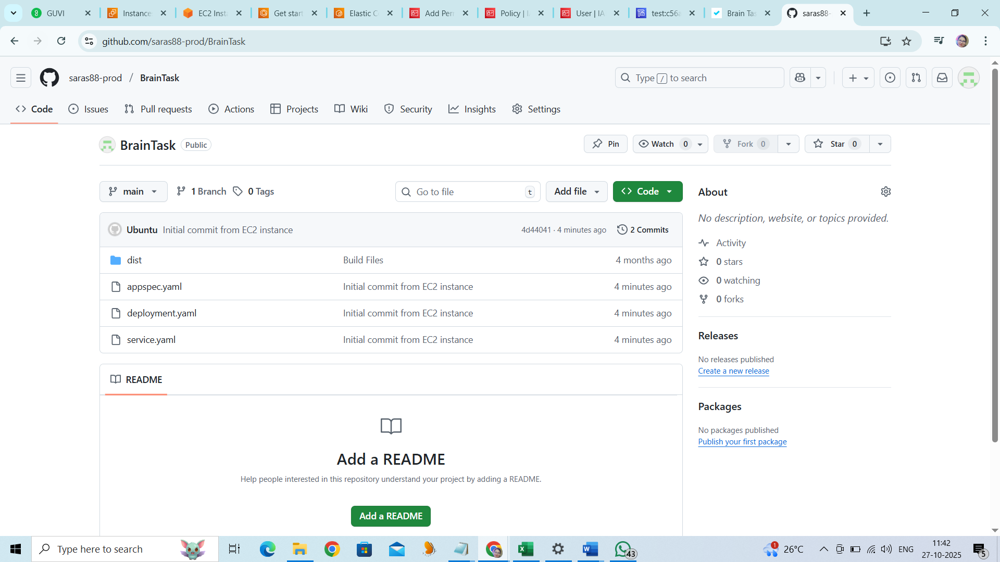 GUVI
Instance
EC2 Inst
Get start
Elastic C
Add Per
Policy | I
User | IA
test:c56a
Brain Tas
saras88-
github.com/saras88-prod/BrainTask
saras88-prod / BrainTask
Type / to search
Code
Issues
Pull requests
Actions
Projects
Wiki
Security
Insights
Settings
BrainTask Public
Pin
Watch 0
Fork 0
Star 0
main
1 Branch
0 Tags
Go to file t
Add file
Code
Ubuntu Initial commit from EC2 instance 4d44041 · 4 minutes ago 2 Commits
dist Build Files 4 months ago
appspec.yaml Initial commit from EC2 instance 4 minutes ago
deployment.yaml Initial commit from EC2 instance 4 minutes ago
service.yaml Initial commit from EC2 instance 4 minutes ago
README
Add a README
Help people interested in this repository understand your project by adding a README.
Add a README
About
No description, website, or topics provided.
Activity
0 stars
0 watching
0 forks
Releases
No releases published
Create a new release
Packages
No packages published
Publish your first package
Type here to search
43
1
26°C
ENG
11:42
27-10-2025
5